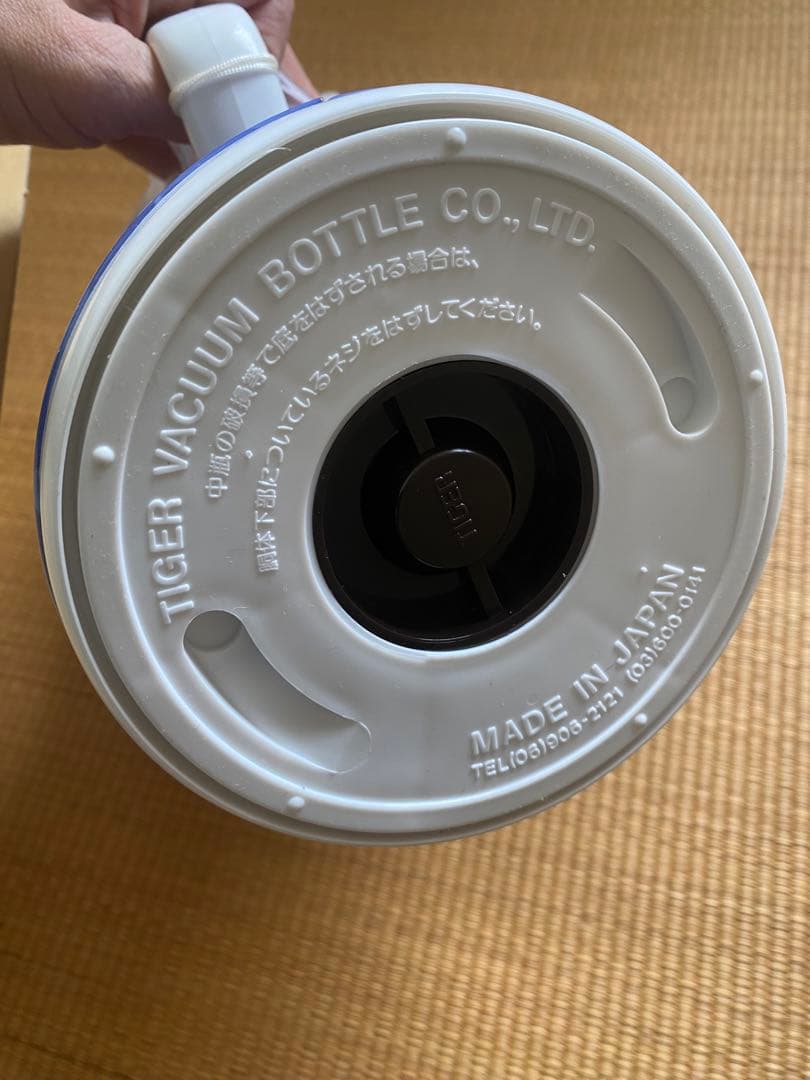 TIGER VACUUM BOTTLE CO., LTD.
中瓶の破損等で底をはずされる場合は、
胴体下部についているネジをはずしてください。
TIGER
MADE IN JAPAN
TEL(06)906-2121 (03)600-0141